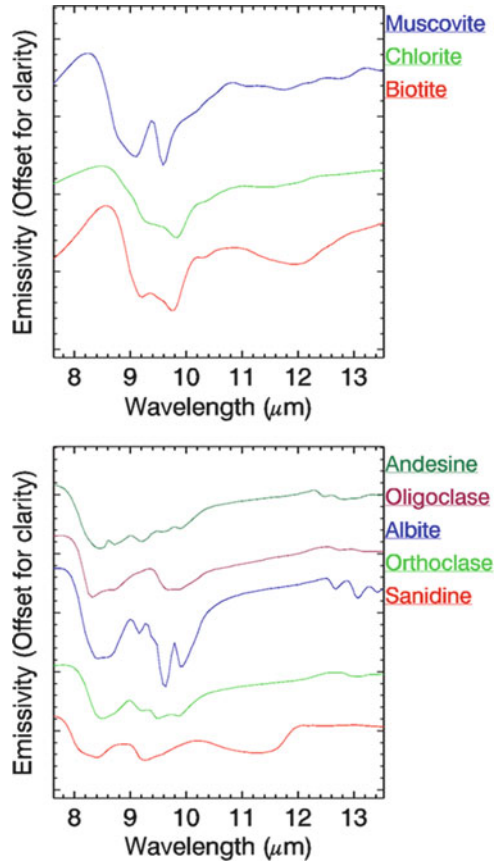 Muscovite
Chlorite
Biotite
Emissivity (Offset for clarity)
8 9 10 11 12 13
Wavelength (μm)
Andesine
Oligoclase
Albite
Orthoclase
Sanidine
Emissivity (Offset for clarity)
8 9 10 11 12 13
Wavelength (μm)